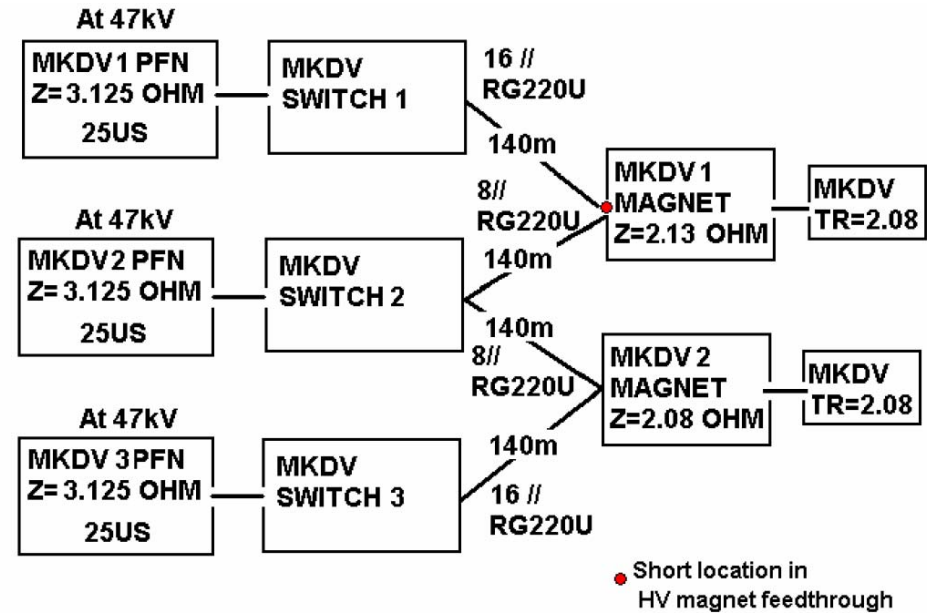 At 47kV
MKDV1 PFN
Z=3.125 OHM
25US
MKDV
SWITCH 1
16 //
RG220U
140m
MKDV1
MAGNET
Z=2.13 OHM
MKDV
TR=2.08
8//
RG220U
140m
At 47kV
MKDV2 PFN
Z=3.125 OHM
25US
MKDV
SWITCH 2
140m
8//
RG220U
MKDV2
MAGNET
Z=2.08 OHM
MKDV
TR=2.08
At 47kV
MKDV 3PFN
Z=3.125 OHM
25US
MKDV
SWITCH 3
140m
16 //
RG220U
Short location in
HV magnet feedthrough